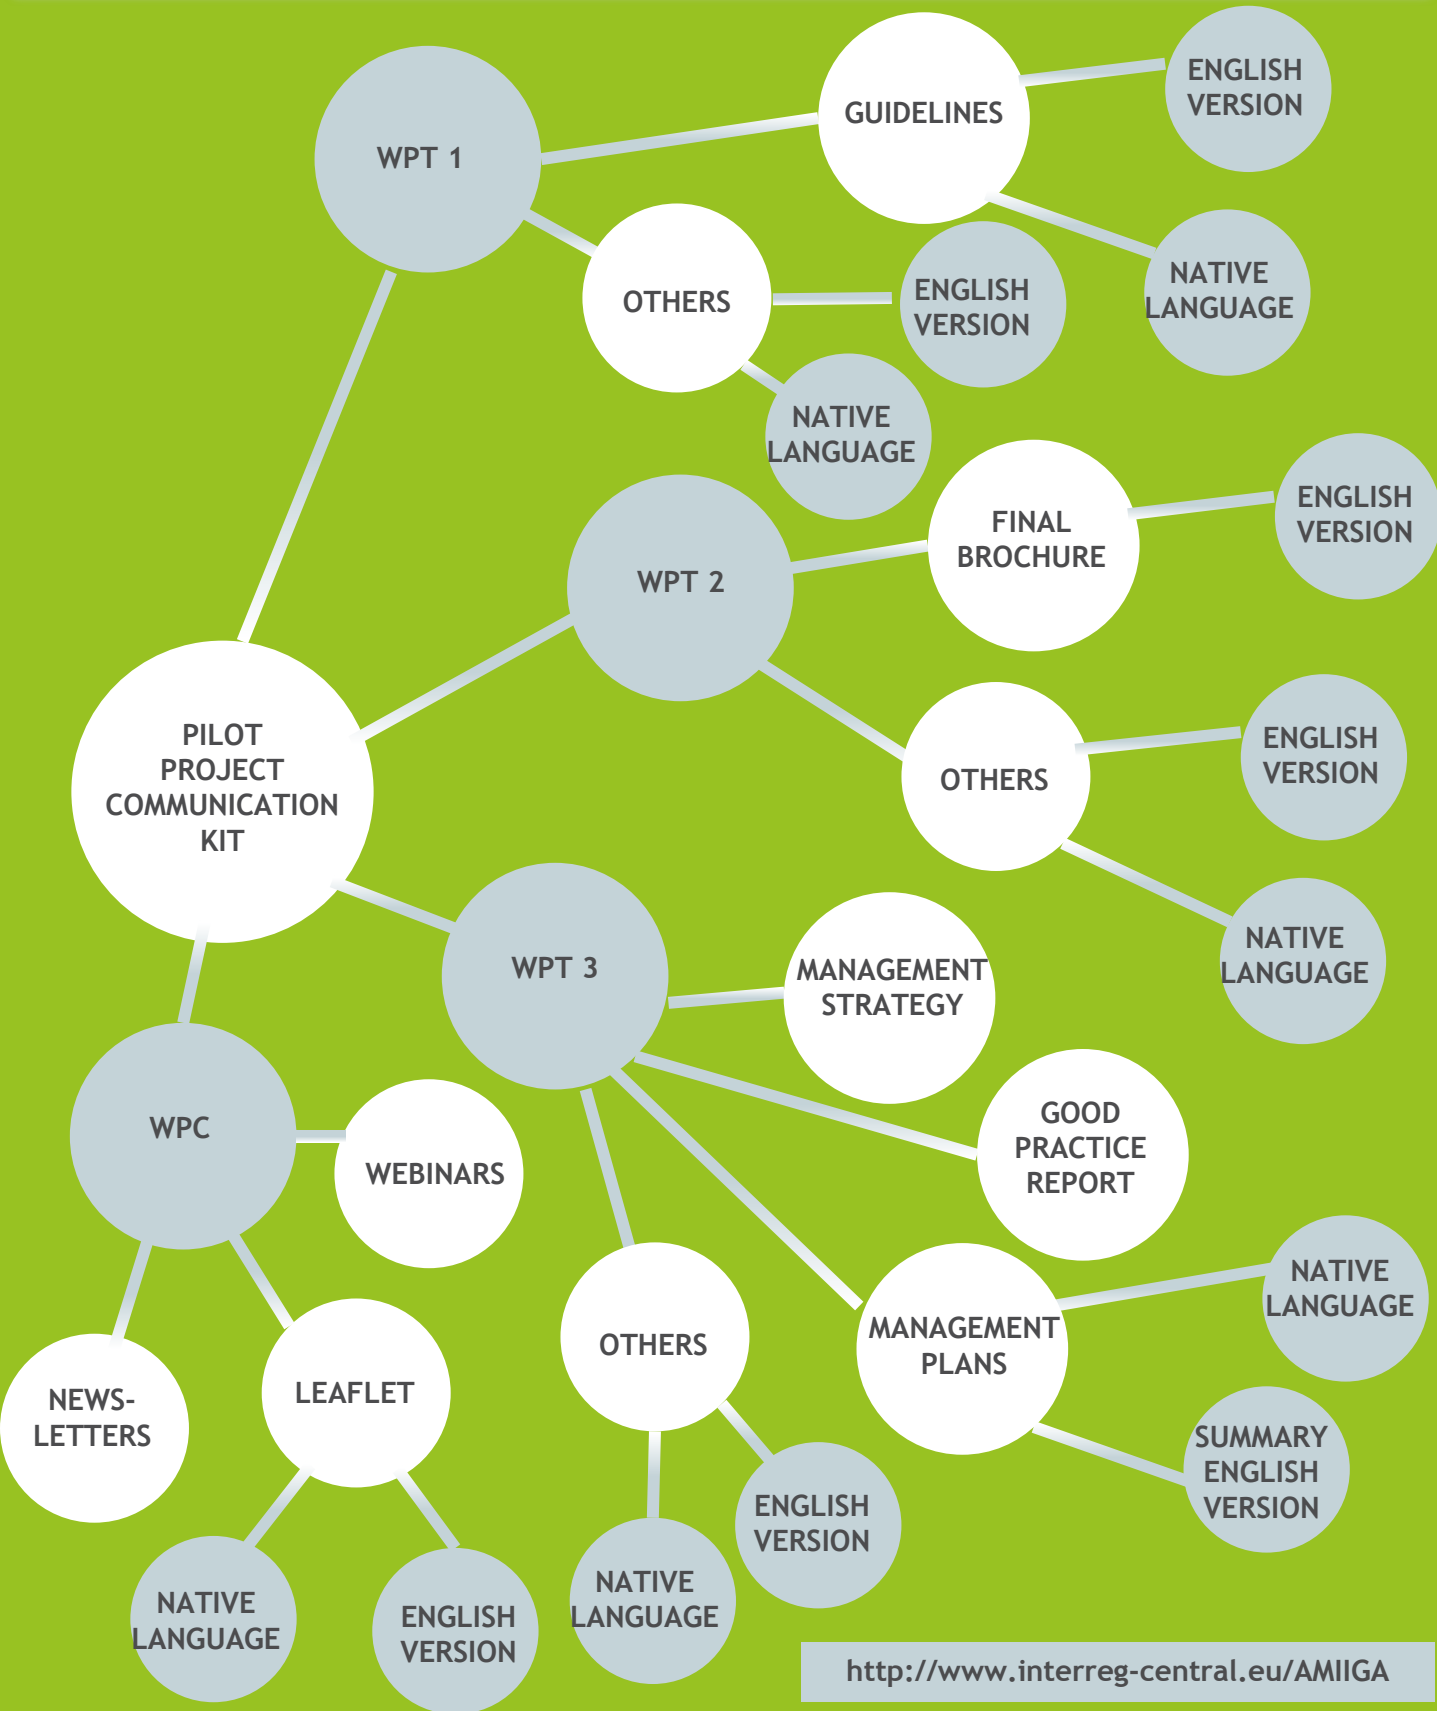 WPT 1
GUIDELINES
ENGLISH
VERSION
NATIVE
LANGUAGE
OTHERS
ENGLISH
VERSION
NATIVE
LANGUAGE
WPT 2
FINAL
BROCHURE
ENGLISH
VERSION
OTHERS
ENGLISH
VERSION
NATIVE
LANGUAGE
PILOT
PROJECT
COMMUNICATION
KIT
WPT 3
MANAGEMENT
STRATEGY
GOOD
PRACTICE
REPORT
MANAGEMENT
PLANS
NATIVE
LANGUAGE
SUMMARY
ENGLISH
VERSION
OTHERS
ENGLISH
VERSION
NATIVE
LANGUAGE
WPC
WEBINARS
LEAFLET
NEWS-
LETTERS
NATIVE
LANGUAGE
ENGLISH
VERSION
http://www.interreg-central.eu/AMIIGA